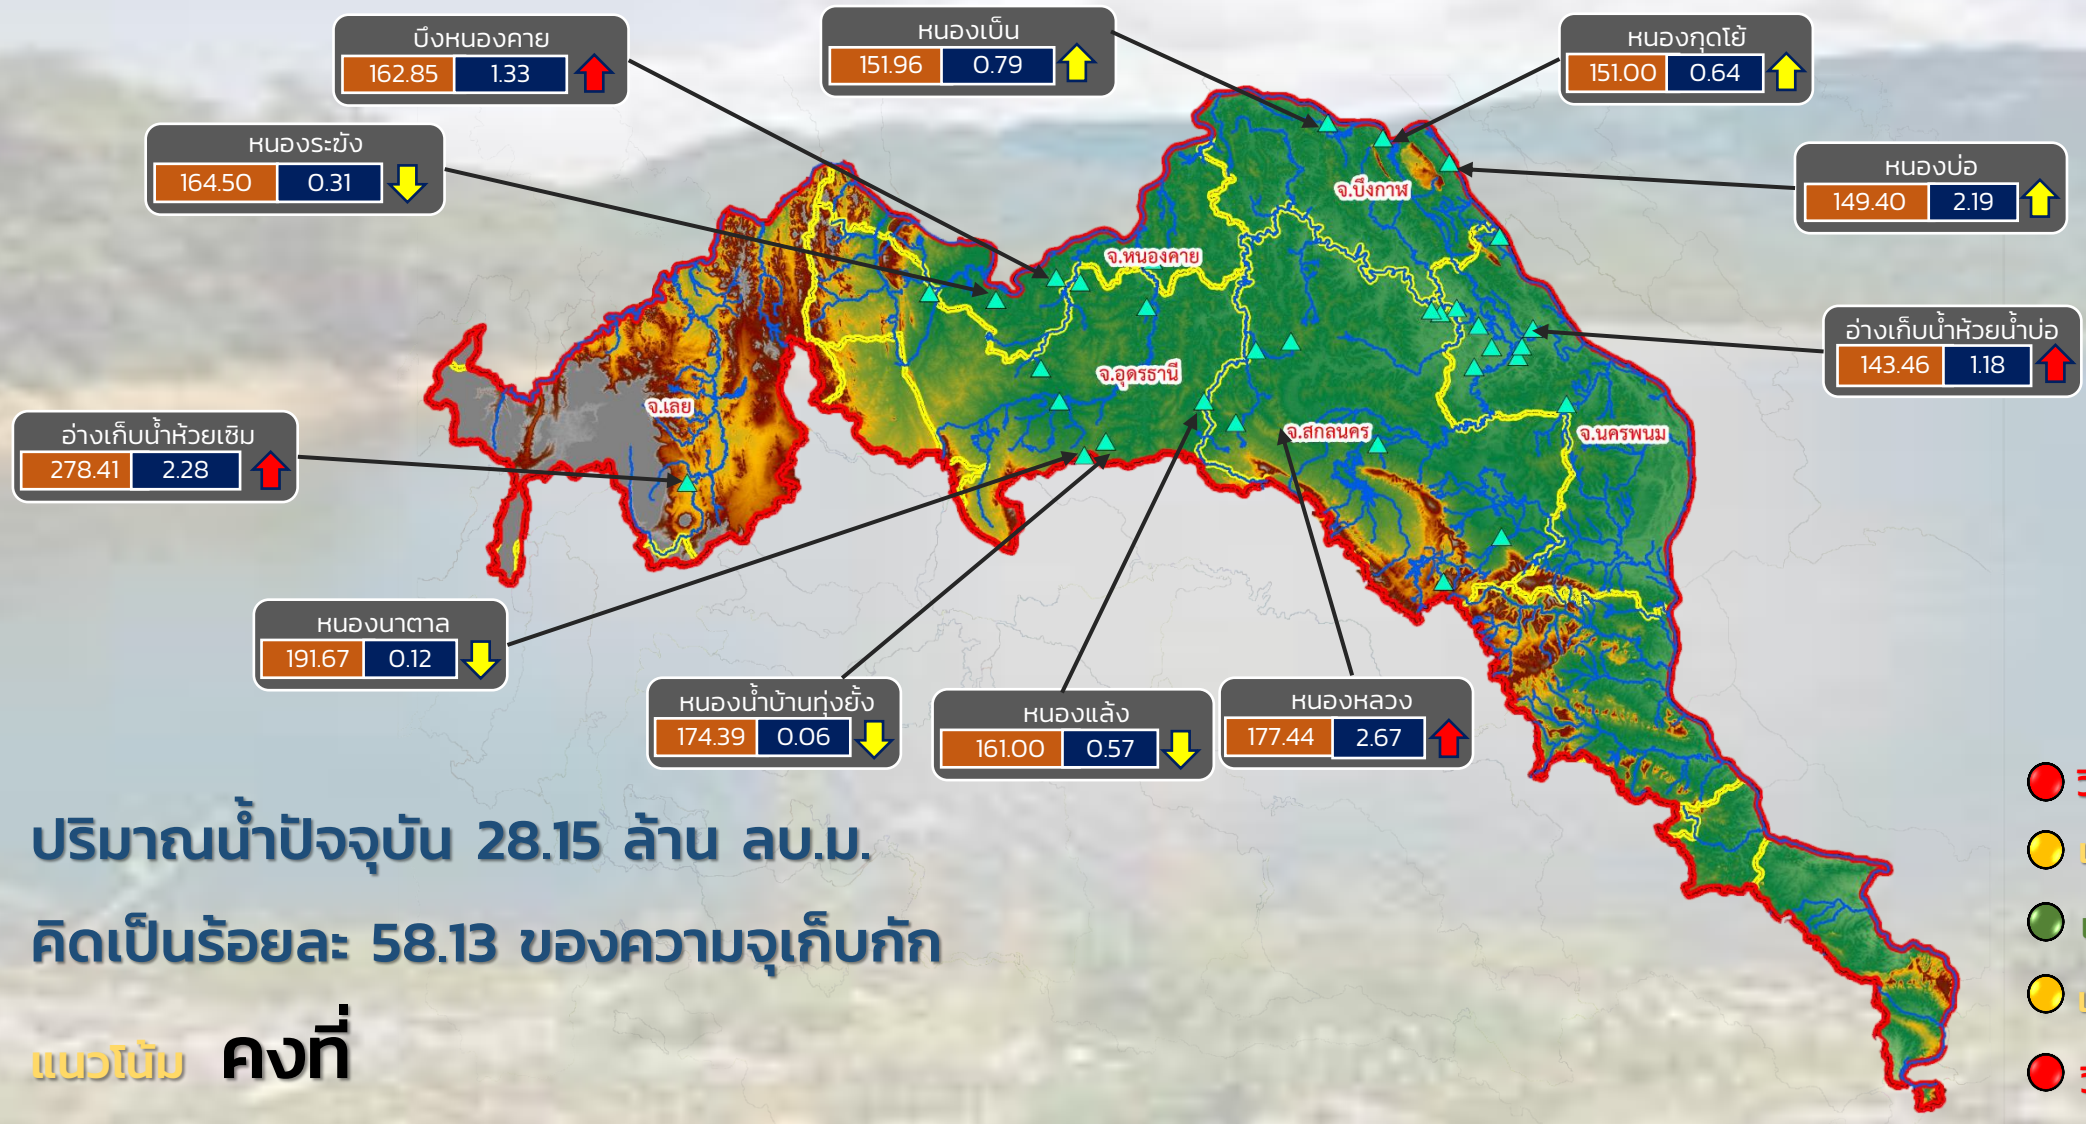 บึงหนองคาย
162.85 1.33
หนองเบ็น
151.96 0.79
หนองกุดโย้
151.00 0.64
หนองระฆัง
164.50 0.31
หนองบ่อ
149.40 2.19
จ.บึงกาฬ
จ.หนองคาย
อ่างเก็บน้ำห้วยน้ำบ่อ
143.46 1.18
จ.อุดรธานี
จ.เลย
จ.สกลนคร
จ.นครพนม
อ่างเก็บน้ำห้วยเซิม
278.41 2.28
หนองนาตาล
191.67 0.12
หนองน้ำบ้านทุ่งยั้ง
174.39 0.06
หนองแล้ง
161.00 0.57
หนองหลวง
177.44 2.67
ปริมาณน้ำปัจจุบัน 28.15 ล้าน ลบ.ม.
คิดเป็นร้อยละ 58.13 ของความจุเก็บกัก
แนวโน้ม คงที่